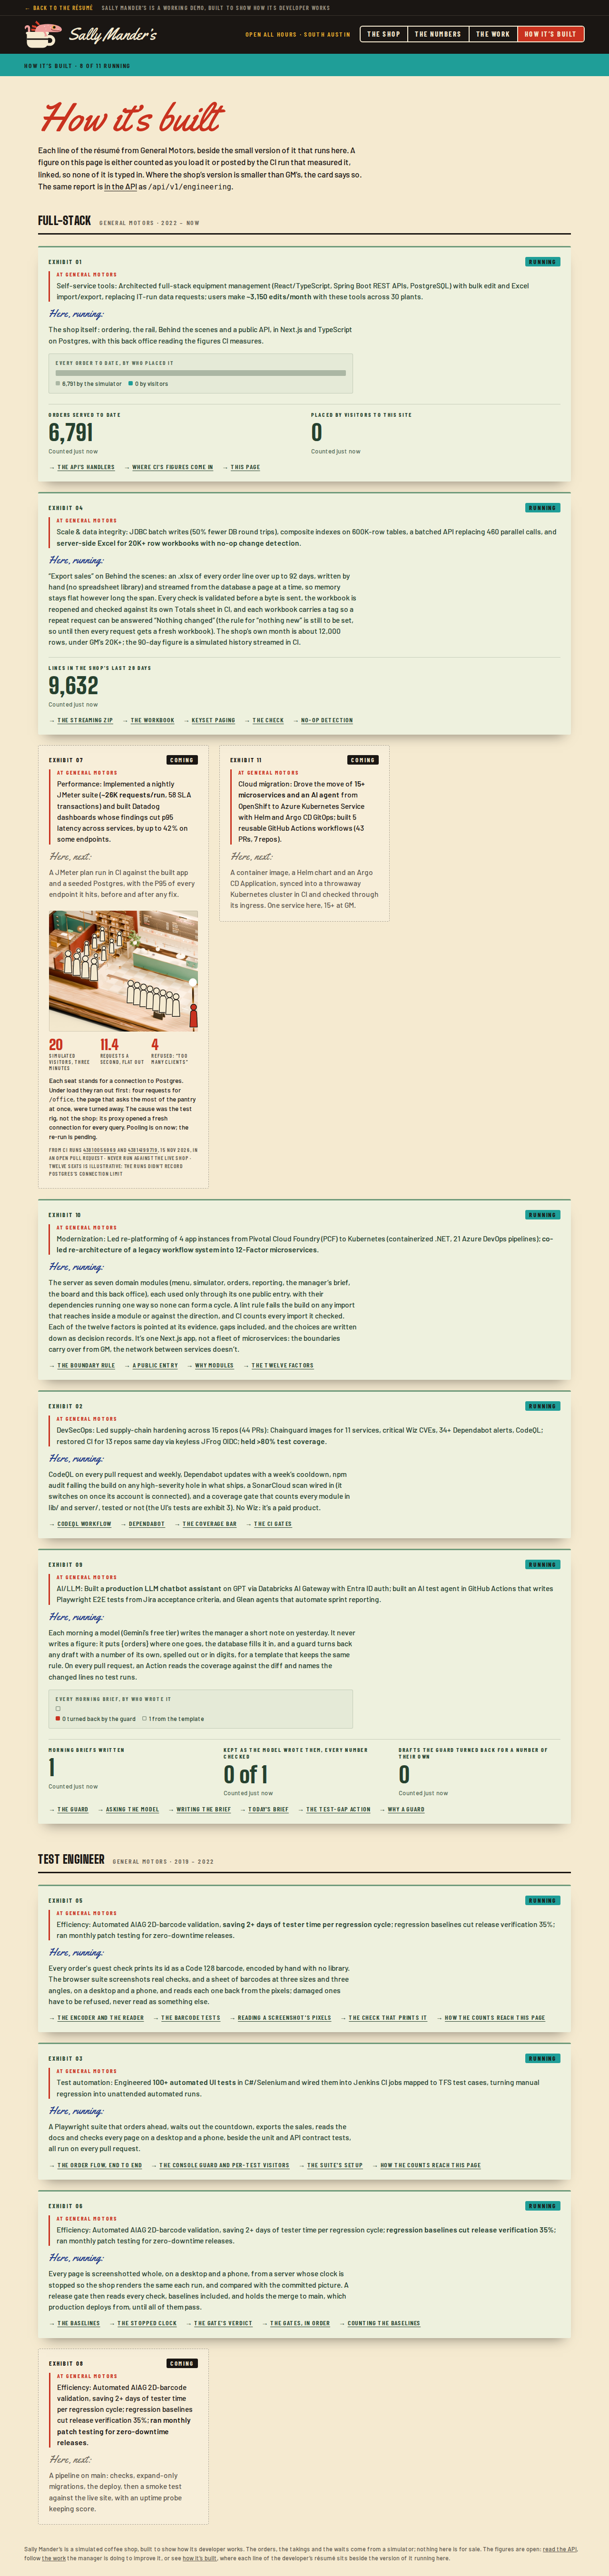 ← BACK TO THE RÉSUMÉ SALLY MANDER'S IS A WORKING DEMO, BUILT TO SHOW HOW ITS DEVELOPER WORKS
Sally Mander's
OPEN ALL HOURS · SOUTH AUSTIN
THE SHOP THE NUMBERS THE WORK HOW IT'S BUILT
HOW IT'S BUILT · 8 OF 11 RUNNING
How it's built
Each line of my résumé from General Motors, beside the small version of it that runs here. A
figure on this page is either counted as you load it or posted by the CI run that measured it,
linked, so none of it is typed in. Where the shop's version is smaller than GM's, the card says so.
The same report is in the API as /api/v1/engineering.
FULL-STACK GENERAL MOTORS · 2022 – NOW
EXHIBIT 01 RUNNING
AT GENERAL MOTORS
Self-service tools: Architected full-stack equipment management (React/TypeScript, Spring Boot REST APIs, PostgreSQL) with bulk edit and Excel
import/export, replacing IT-run data requests; users make ~3,150 edits/month with these tools across 30 plants.
Here, running:
The shop itself: ordering, the rail, Behind the scenes and a public API, in Next.js and TypeScript
on Postgres, with this back office reading the figures CI measures.
EVERY ORDER TO DATE, BY WHO PLACED IT
6,791 by the simulator 0 by visitors
ORDERS SERVED TO DATE PLACED BY VISITORS TO THIS SITE
6,791 0
Counted just now Counted just now
→ THE API'S HANDLERS → WHERE CI'S FIGURES COME IN → THIS PAGE
EXHIBIT 04 RUNNING
AT GENERAL MOTORS
Scale & data integrity: JDBC batch writes (50% fewer DB round trips), composite indexes on 600K-row tables, a batched API replacing 460 parallel calls, and
server-side Excel for 20K+ row workbooks with no-op change detection.
Here, running:
"Export sales" on Behind the scenes: an .xlsx of every order line over up to 92 days, written by
hand (no spreadsheet library) and streamed from the database a page at a time, so memory
stays flat however long the span. Every check is validated before a byte is sent, the workbook is
reopened and checked against its own Totals sheet in CI, and each workbook carries a tag so a
repeat request can be answered "Nothing changed" (the rule for "nothing new" is still to be set,
so until then every request gets a fresh workbook). The shop's own month is about 12,000
rows, under GM's 20K+; the 90-day figure is a simulated history streamed in CI.
LINES IN THE SHOP'S LAST 28 DAYS
9,632
Counted just now
→ THE STREAMING ZIP → THE WORKBOOK → KEYSET PAGING → THE CHECK → NO-OP DETECTION
EXHIBIT 07 COMING
AT GENERAL MOTORS
Performance: Implemented a nightly
JMeter suite (~26K requests/run, 58 SLA
transactions) and built Datadog
dashboards whose findings cut p95
latency across services, by up to 42% on
some endpoints.
Here, next:
A JMeter plan run in CI against the built app
and a seeded Postgres, with the P95 of every
endpoint it hits, before and after any fix.
20 11.4 4
SIMULATED VISITORS, THREE MINUTES
REQUESTS A SECOND, FLAT OUT
REFUSED: "TOO MANY CLIENTS"
Each seat stands for a connection to Postgres.
Under load they ran out first: four requests for
/office, the page that asks the most of the pantry
at once, were turned away. The cause was the test
rig, not the shop: its proxy opened a fresh
connection for every query. Pooling is on now; the
re-run is pending.
EXHIBIT 11 COMING
AT GENERAL MOTORS
Cloud migration: Drove the move of 15+
microservices and an AI agent from
OpenShift to Azure Kubernetes Service
with Helm and Argo CD GitOps; built 5
reusable GitHub Actions workflows (43
PRs, 7 repos).
Here, next:
A container image, a Helm chart and an Argo
CD Application, synced into a throwaway
Kubernetes cluster in CI and checked through
its ingress. One service here, 15+ at GM.
EXHIBIT 10 RUNNING
AT GENERAL MOTORS
Modernization: Led re-platforming of 4 app instances from Pivotal Cloud Foundry (PCF) to Kubernetes (containerized .NET, 21 Azure DevOps pipelines); co-
led re-architecture of a legacy workflow system into 12-Factor microservices.
Here, running:
The server as seven domain modules (menu, simulator, orders, reporting, the manager's brief,
the board and this back office), each used only through its one public entry, with their
dependencies running one way so none can form a cycle. A lint rule fails the build on any import
that reaches inside a module or against the direction, and CI counts every import it checked.
Each of the twelve factors is pointed at its evidence, gaps included, and the choices are written
down as decision records. It's one Next.js app, not a fleet of microservices; the boundaries
carry over from GM, the network between services doesn't.
→ THE BOUNDARY RULE → A PUBLIC ENTRY → WHY MODULES → THE TWELVE FACTORS
EXHIBIT 02 RUNNING
AT GENERAL MOTORS
DevSecOps: Led supply-chain hardening across 15 repos (44 PRs): Chainguard images for 11 services, critical Wiz CVEs, 34+ Dependabot alerts, CodeQL;
restored CI for 13 repos same day via keyless JFrog OIDC; held >80% test coverage.
Here, running:
CodeQL on every pull request and weekly, Dependabot updates with a week's cooldown, npm
audit failing the build on any high-severity hole in what ships, a SonarCloud scan wired in (it
switches on once its account is connected), and a coverage gate that counts every module in
lib/ and server/, tested or not (the UI's tests are exhibit 3). No Wiz; it's a paid product.
→ CODEQL WORKFLOW → DEPENDABOT → THE COVERAGE BAR → THE CI GATES
EXHIBIT 09 RUNNING
AT GENERAL MOTORS
AI/LLM: Built a production LLM chatbot assistant on GPT via Databricks AI Gateway with Entra ID auth; built an AI test agent in GitHub Actions that writes
Playwright E2E tests from Jira acceptance criteria, and Glean agents that automate sprint reporting.
Here, running:
Each morning a model (Gemini's free tier) writes the manager a short note on yesterday. It never
writes a figure: it puts {orders} where one goes, the database fills it in, and a guard turns back
any draft with a number of its own, spelled out or in digits, for a template that keeps the same
rule. On every pull request, an Action reads the coverage against the diff and names the
changed lines no test runs.
EVERY MORNING BRIEF, BY WHO WROTE IT
0 turned back by the guard 1 from the template
MORNING BRIEFS WRITTEN
1
Counted just now
KEPT AS THE MODEL WROTE THEM, EVERY NUMBER
CHECKED
0 of 1
Counted just now
DRAFTS THE GUARD TURNED BACK FOR A NUMBER OF
THEIR OWN
0
Counted just now
→ THE GUARD → ASKING THE MODEL → WRITING THE BRIEF → TODAY'S BRIEF → THE TEST-GAP ACTION → WHY A GUARD
TEST ENGINEER GENERAL MOTORS · 2019 – 2022
EXHIBIT 05 RUNNING
AT GENERAL MOTORS
Efficiency: Automated AIAG 2D-barcode validation, saving 2+ days of tester time per regression cycle; regression baselines cut release verification 35%;
ran monthly patch testing for zero-downtime releases.
Here, running:
Every order's guest check prints its id as a Code 128 barcode, encoded by hand with no library.
The browser suite screenshots real checks, and a sheet of barcodes at three sizes and three
angles, on a desktop and a phone, and reads each one back from the pixels; damaged ones
have to be refused, never read as something else.
→ THE ENCODER AND THE READER → THE BARCODE TESTS → READING A SCREENSHOT'S PIXELS → THE CHECK THAT PRINTS IT → HOW THE COUNTS REACH THIS PAGE
EXHIBIT 03 RUNNING
AT GENERAL MOTORS
Test automation: Engineered 100+ automated UI tests in C#/Selenium and wired them into Jenkins CI jobs mapped to TFS test cases, turning manual
regression into unattended automated runs.
Here, running:
A Playwright suite that orders ahead, waits out the countdown, exports the sales, reads the
docs and checks every page on a desktop and a phone, beside the unit and API contract tests,
all run on every pull request.
→ THE ORDER FLOW, END TO END → THE CONSOLE GUARD AND PER-TEST VISITORS → THE SUITE'S SETUP → HOW THE COUNTS REACH THIS PAGE
EXHIBIT 06 RUNNING
AT GENERAL MOTORS
Efficiency: Automated AIAG 2D-barcode validation, saving 2+ days of tester time per regression cycle; regression baselines cut release verification 35%;
ran monthly patch testing for zero-downtime releases.
Here, running:
Every page is screenshotted whole, on a desktop and a phone, from a server whose clock is
stopped so the shop renders the same each run, and compared with the committed picture. A
release gate then reads every check, baselines included, and holds the merge to main, which
production deploys from, until all of them pass.
→ THE BASELINES → THE STOPPED CLOCK → THE GATE'S VERDICT → THE GATES, IN ORDER → COUNTING THE BASELINES
EXHIBIT 08 COMING
AT GENERAL MOTORS
Efficiency: Automated AIAG 2D-barcode
validation, saving 2+ days of tester time
per regression cycle; regression baselines
cut release verification 35%; ran monthly
patch testing for zero-downtime
releases.
Here, next:
A pipeline on main: checks, expand-only
migrations, the deploy, then a smoke test
against the live site, with an uptime probe
keeping score.
Sally Mander's is a simulated coffee shop, built to show how its developer works. The orders, the takings and the waits come from a simulator; nothing here is for sale. The figures are open: read the API,
follow the work the manager is doing to improve it, or see how it's built, where each line of the developer's résumé sits beside the version of it running here.